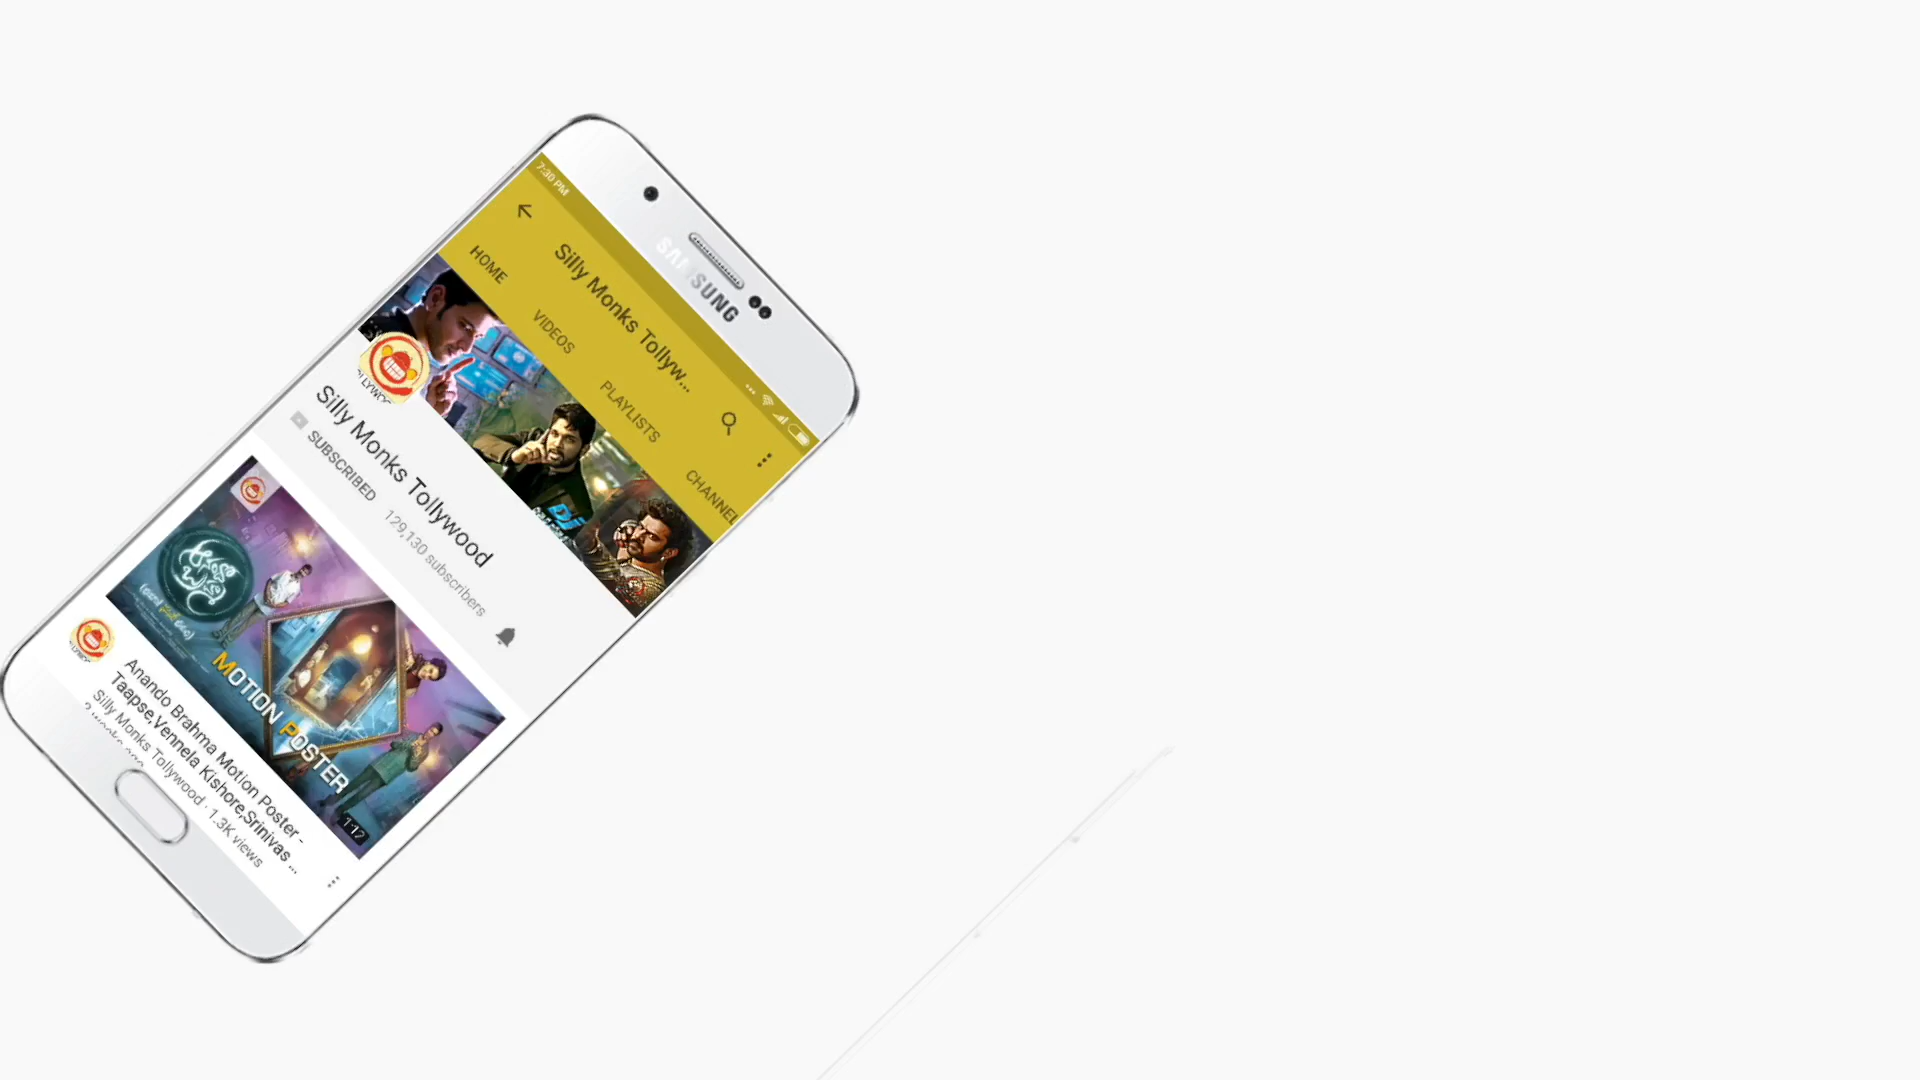 SAMSUNG
7:30 PM
Silly Monks Tollyw...
HOME VIDEOS PLAYLISTS CHANNEL
Silly Monks Tollywood
SUBSCRIBED 129,130 subscribers
MOTION POSTER
1:12
Anando Brahma Motion Poster -
Taapse,Vennela Kishore,Srinivas ...
Silly Monks Tollywood · 1.3K views